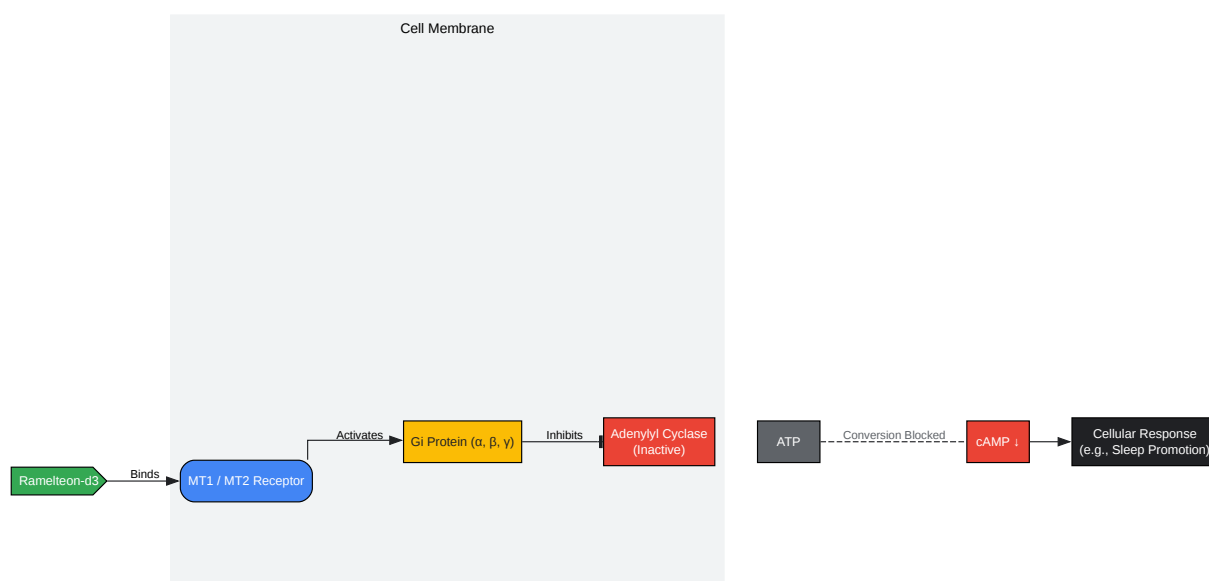 Cell Membrane
Ramelteon-d3
Binds
MT1 / MT2 Receptor
Activates
Gi Protein (α, β, γ)
Inhibits
Adenylyl Cyclase
(Inactive)
ATP
Conversion Blocked
cAMP ↓
Cellular Response
(e.g., Sleep Promotion)